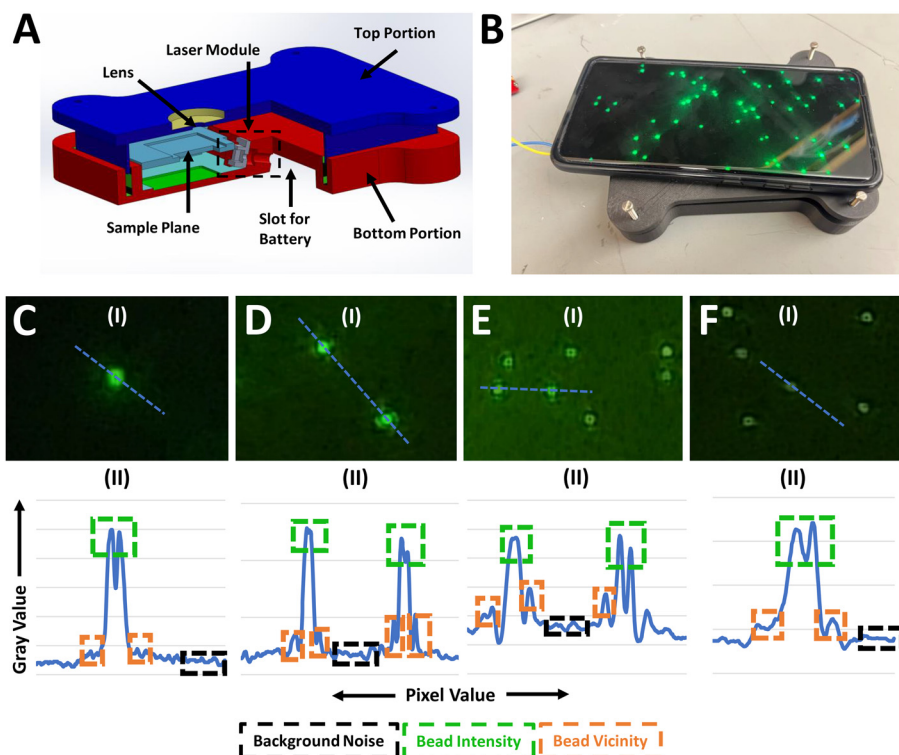 A
Laser Module
Top Portion
Lens
Sample Plane
Slot for
Battery
Bottom Portion
B
C
(I)
D
(I)
E
(I)
F
(I)
(II)
(II)
(II)
(II)
Gray Value
Pixel Value
Background Noise
Bead Intensity
Bead Vicinity